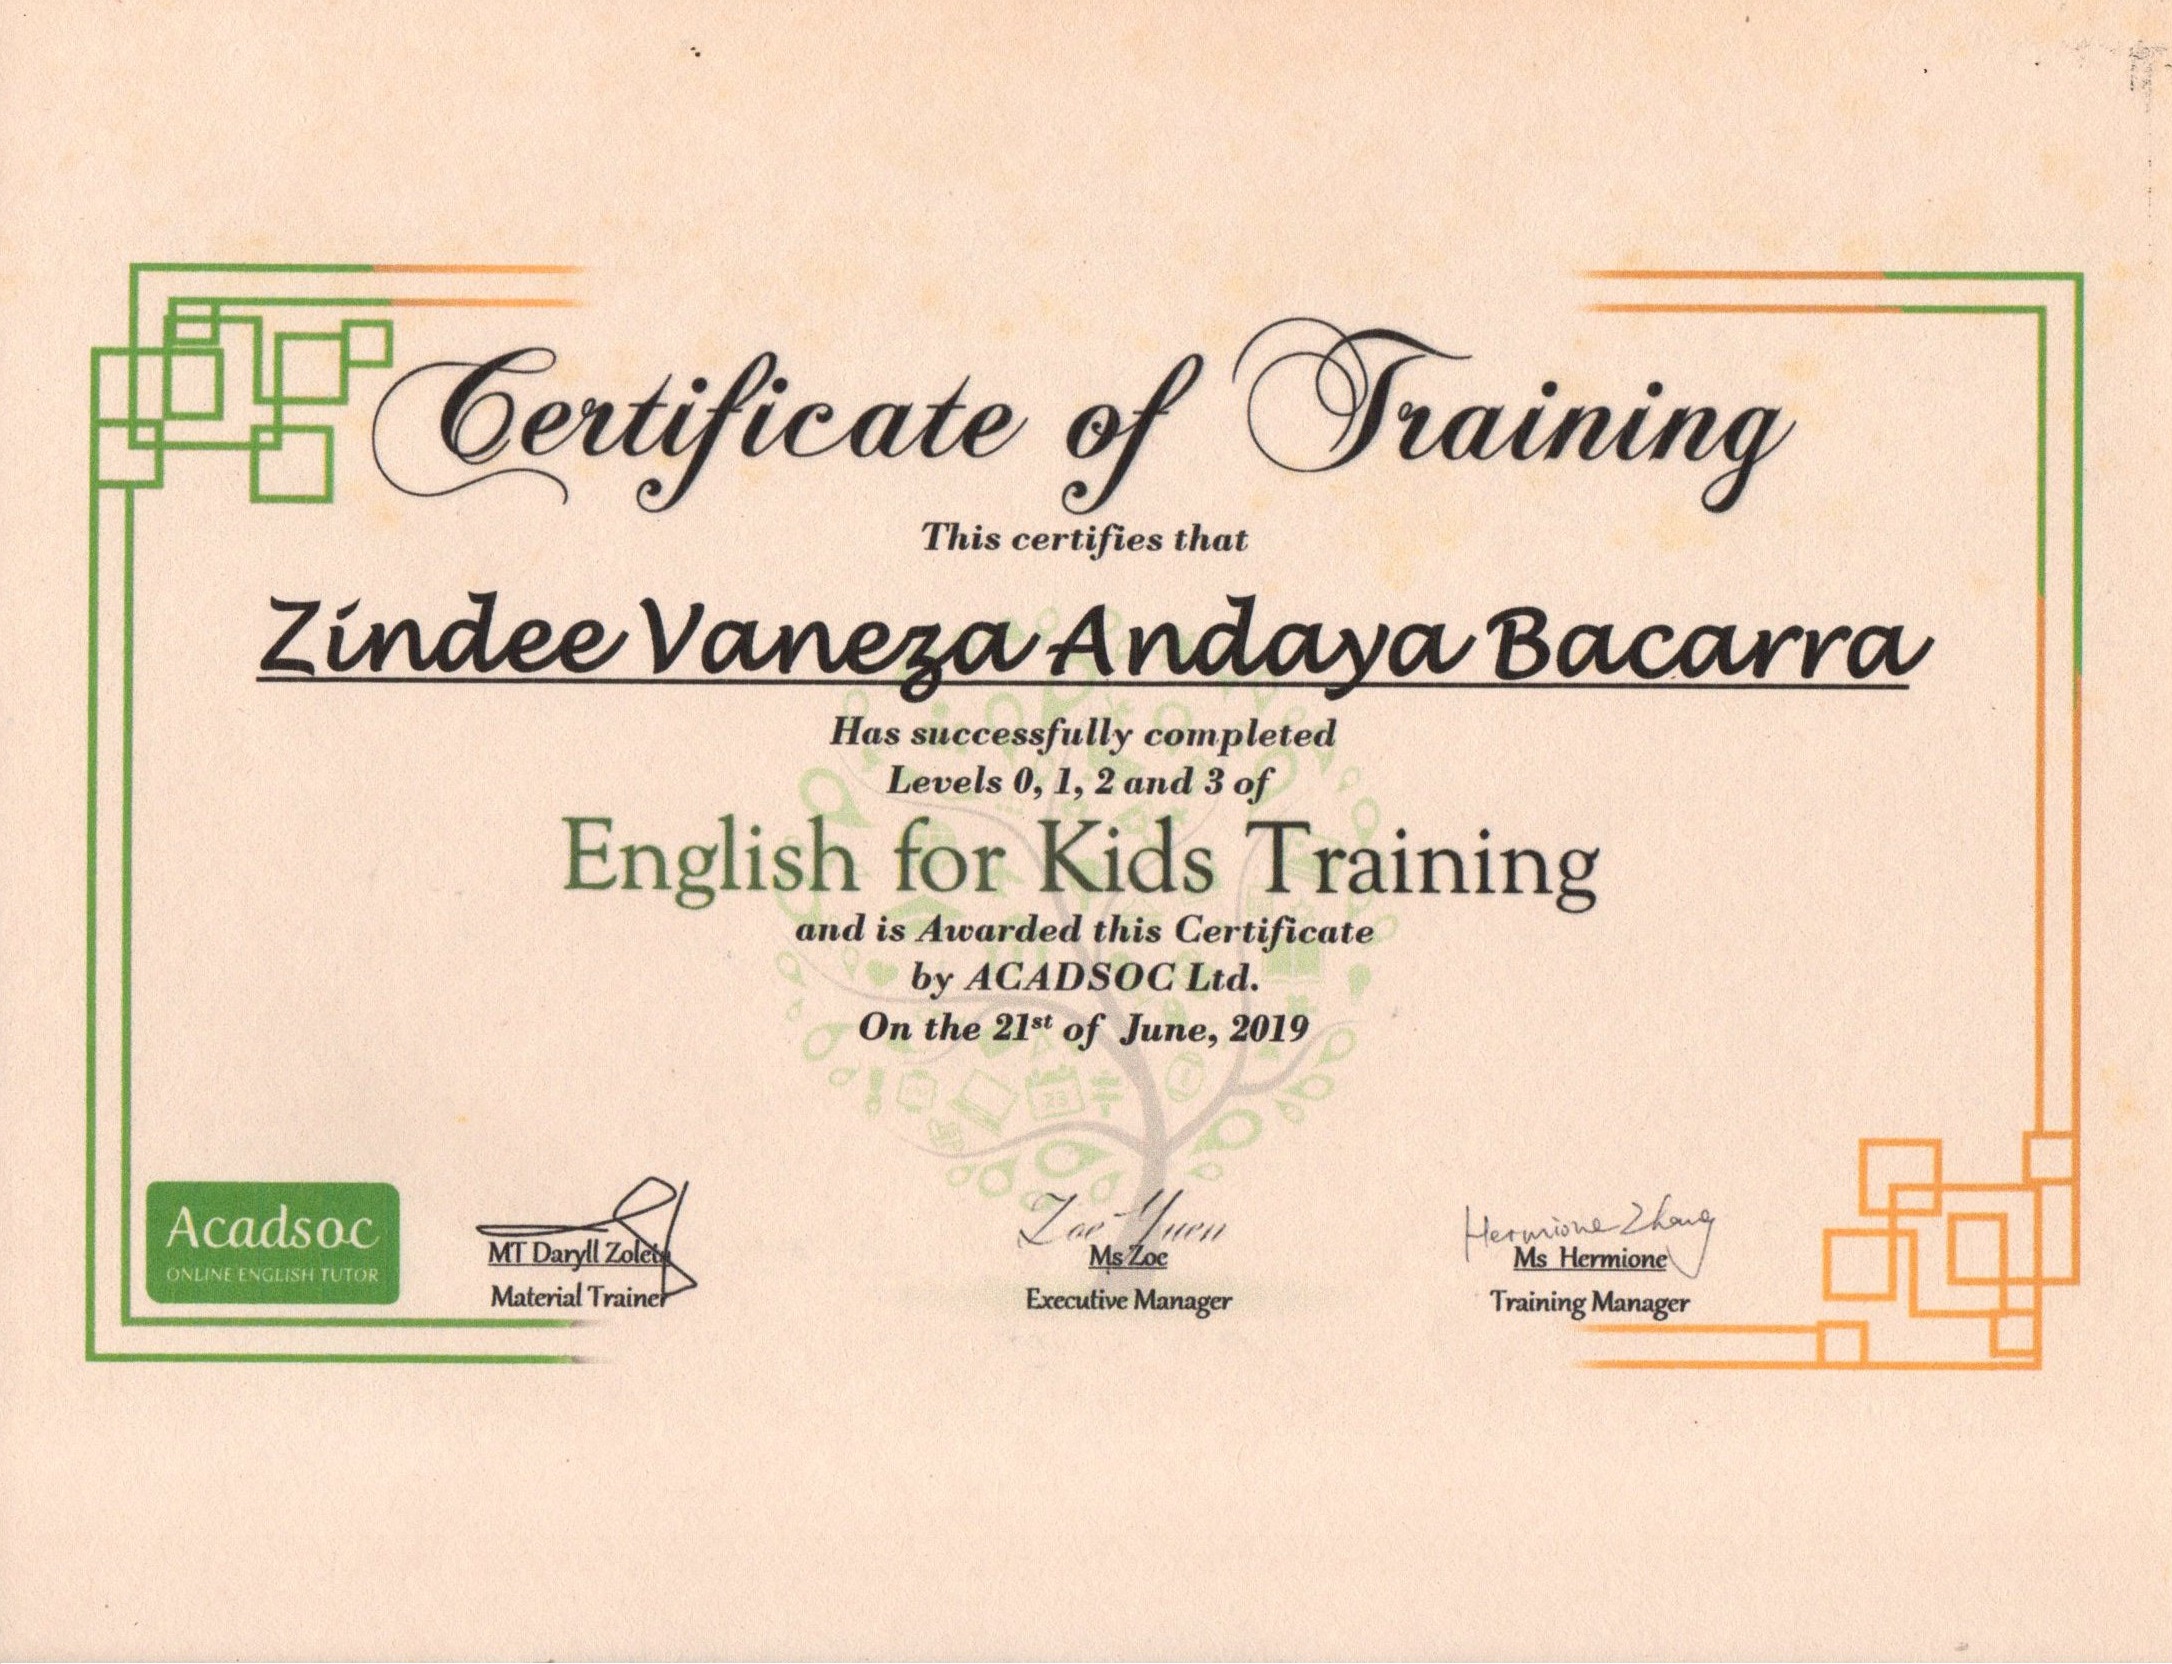 Certificate of Training
This certifies that
Zindee Vaneza Andaya Bacarra
Has successfully completed
Levels 0, 1, 2 and 3 of
English for Kids Training
and is Awarded this Certificate
by ACADSOC Ltd.
On the 21st of June, 2019
Acadsoc
ONLINE ENGLISH TUTOR
MT Daryll Zoleta
Material Trainer
Zoe Yuen
Ms Zoe
Executive Manager
Hermione Zhang
Ms Hermione
Training Manager
23